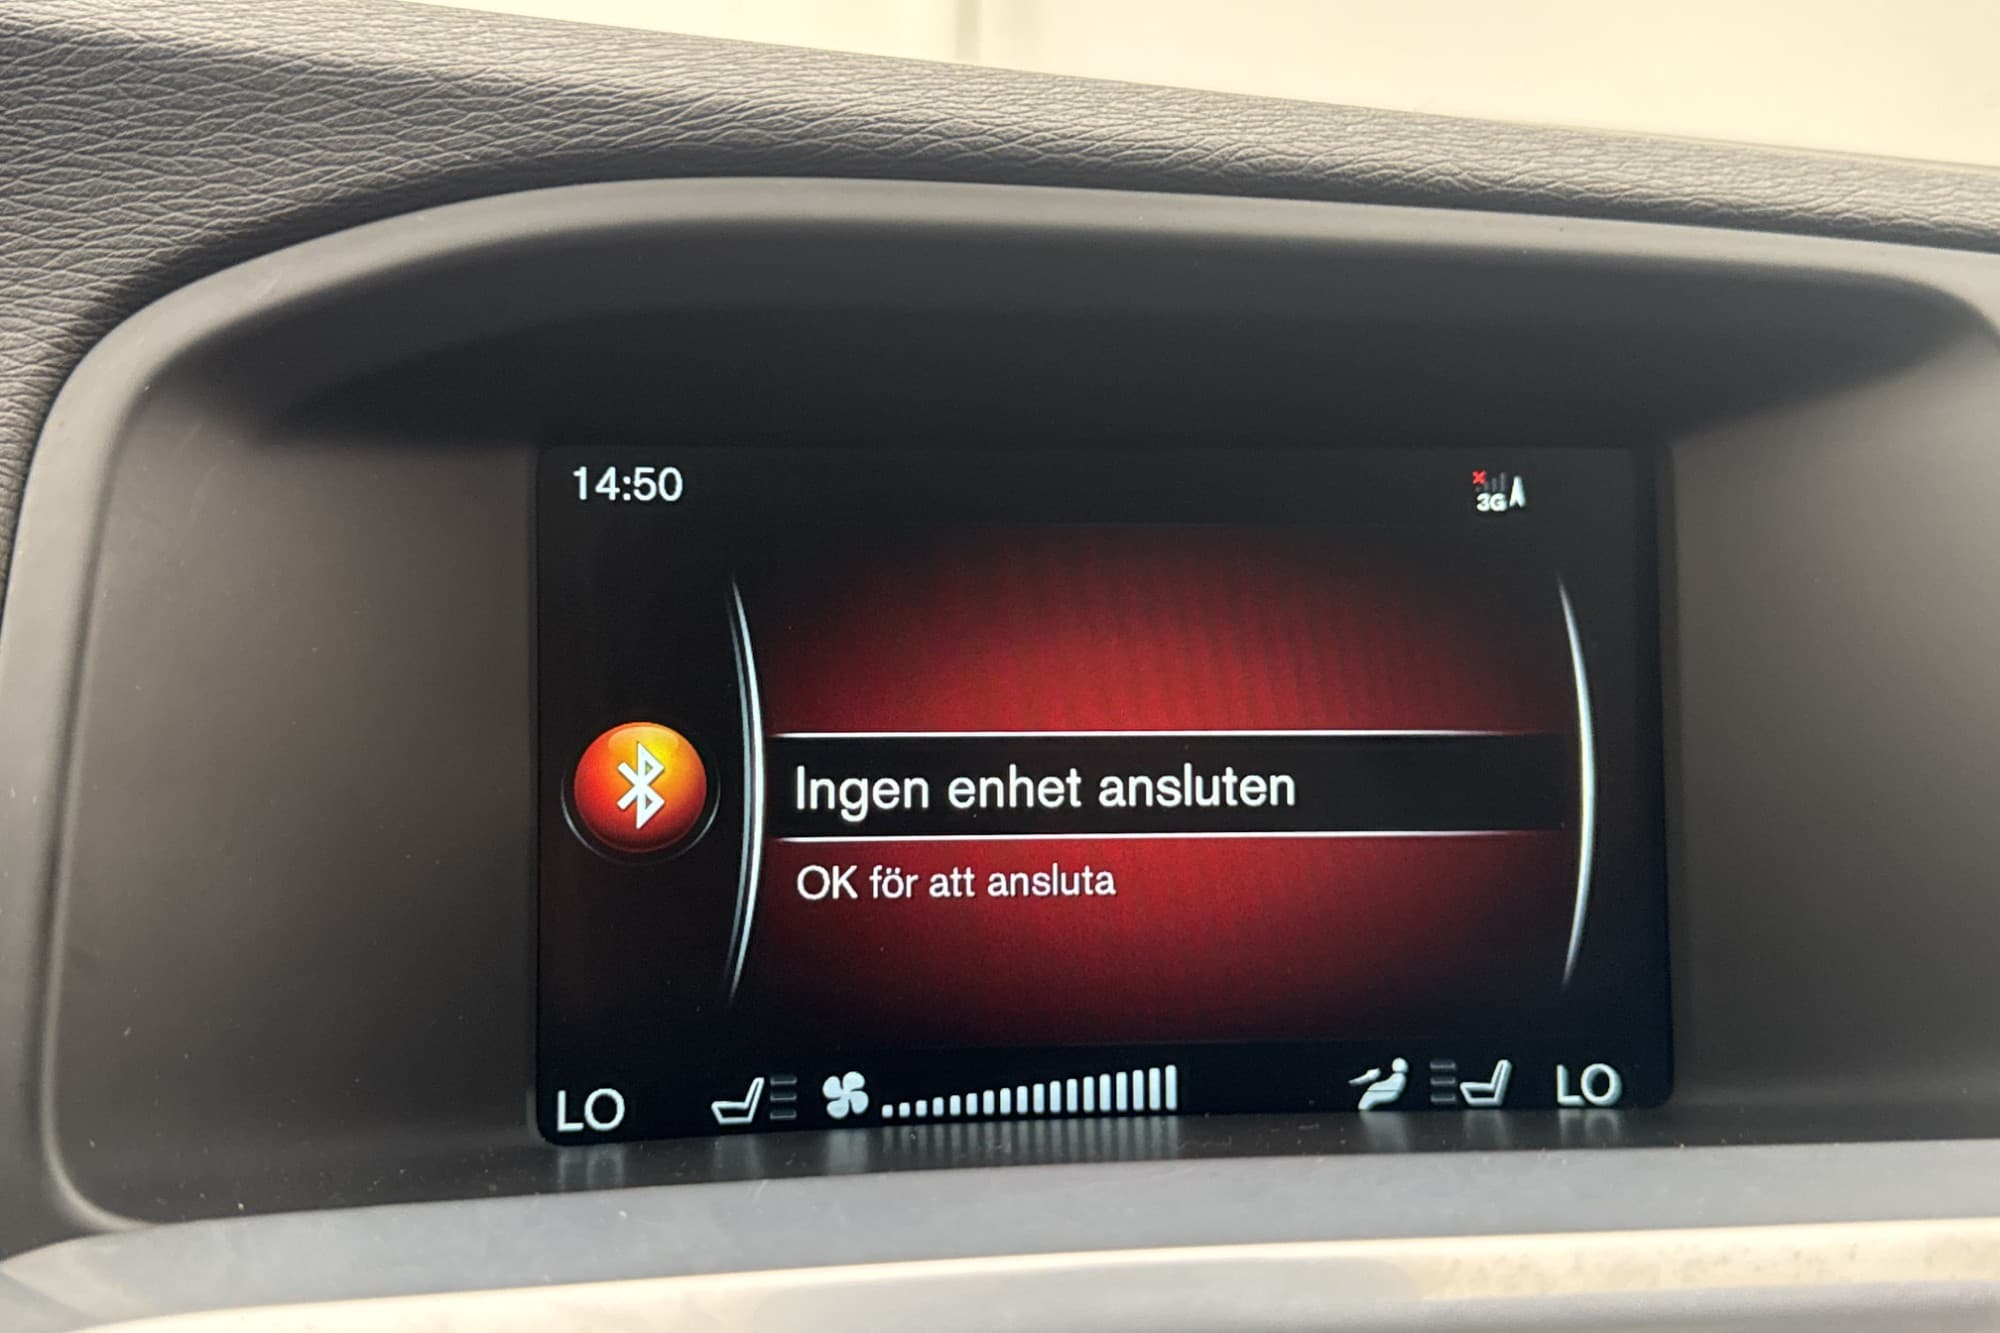 14:50
3G
Ingen enhet ansluten
OK för att ansluta
LO
LO